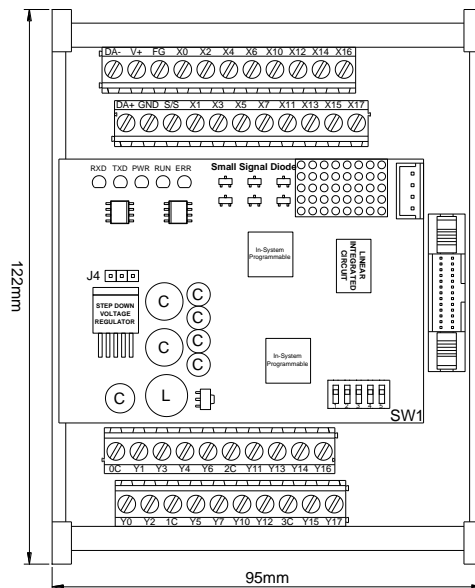 DA- V+ FG X0 X2 X4 X6 X10 X12 X14 X16
DA+ GND S/S X1 X3 X5 X7 X11 X13 X15 X17
RXD TXD PWR RUN ERR
Small Signal Diode
In-System
Programmable
LINEAR
INTEGRATED
CIRCUIT
J4
STEP DOWN
VOLTAGE
REGULATOR
C
C
C
C
C
C
In-System
Programmable
C
L
1 2 3 4 5
SW1
122mm
0C Y1 Y3 Y4 Y6 2C Y11 Y13 Y14 Y16
Y0 Y2 1C Y5 Y7 Y10 Y12 3C Y15 Y17
95mm